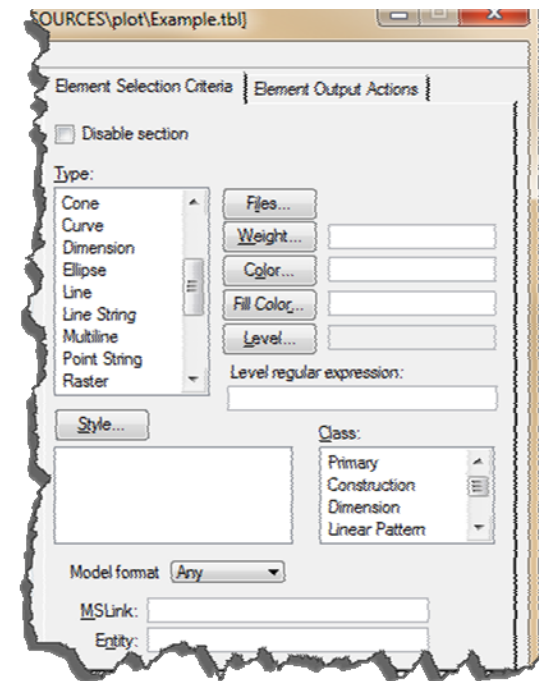 OURCES\plot\Example.tbl]
Element Selection Criteria
Element Output Actions
Disable section
Type:
Cone
Curve
Dimension
Ellipse
Line
Line String
Multiline
Point String
Raster
Files...
Weight...
Color...
Fill Color...
Level...
Level regular expression:
Style...
Class:
Primary
Construction
Dimension
Linear Pattern
Model format
Any
MSLink:
Entity: